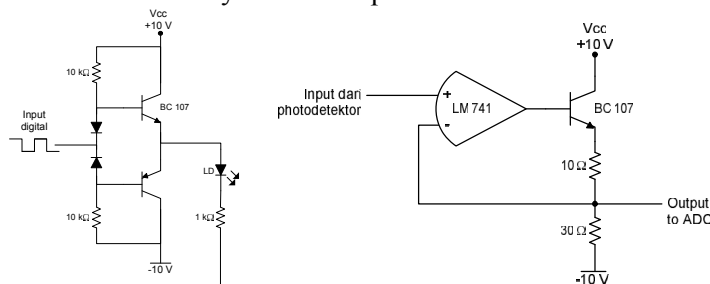 Vcc
+10 V
10 kΩ
BC 107
Input
digital
LD
10 kΩ
1 kΩ
-10 V
Vcc
+10 V
Input dari
photodetektor
+
-
LM 741
BC 107
10 Ω
Output
to ADC
30 Ω
-10 V